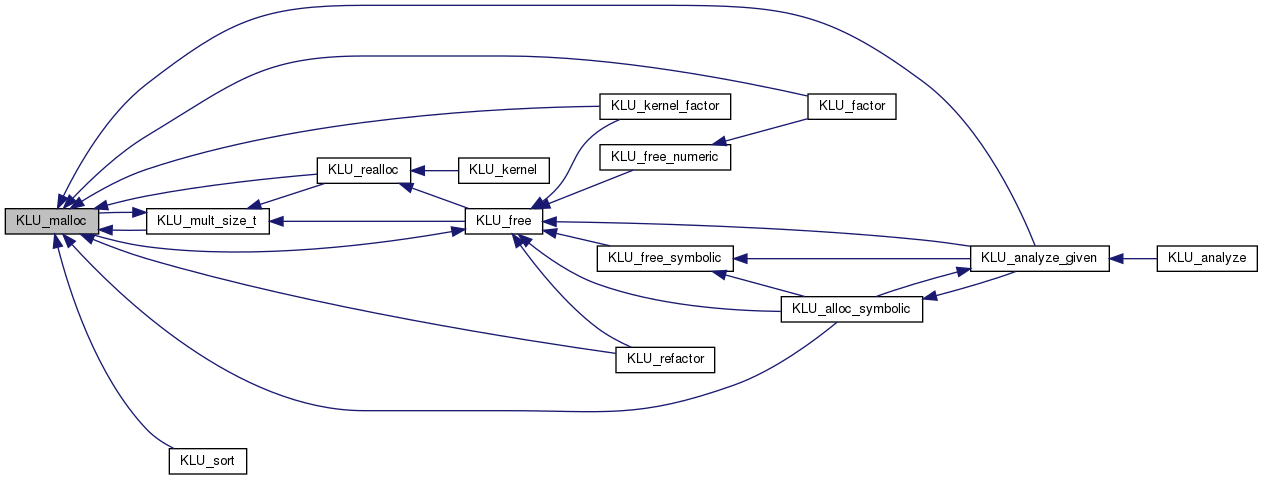 KLU_kernel_factor
KLU_factor
KLU_free_numeric
KLU_realloc
KLU_kernel
KLU_malloc
KLU_mult_size_t
KLU_free
KLU_free_symbolic
KLU_analyze_given
KLU_analyze
KLU_alloc_symbolic
KLU_refactor
KLU_sort